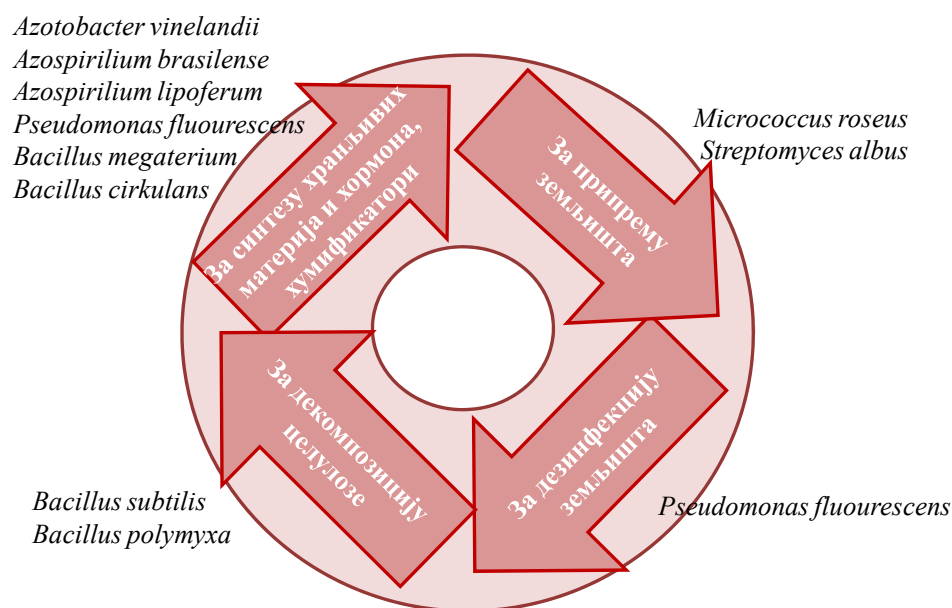 Azotobacter vinelandii
Azospirilium brasilense
Azospirilium lipoferum
Pseudomonas fluourescens
Bacillus megaterium
Bacillus cirkulans
За синтезу хранљивих
материја и хормона,
хумификатори
За припрему
земљишта
Micrococcus roseus
Streptomyces albus
За дезинфекцију
земљишта
Pseudomonas fluourescens
За декомпозицију
целулозе
Bacillus subtilis
Bacillus polymyxa